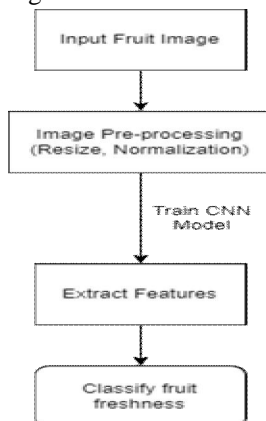 Input Fruit Image
Image Pre-processing
(Resize, Normalization)
Train CNN
Model
Extract Features
Classify fruit
freshness